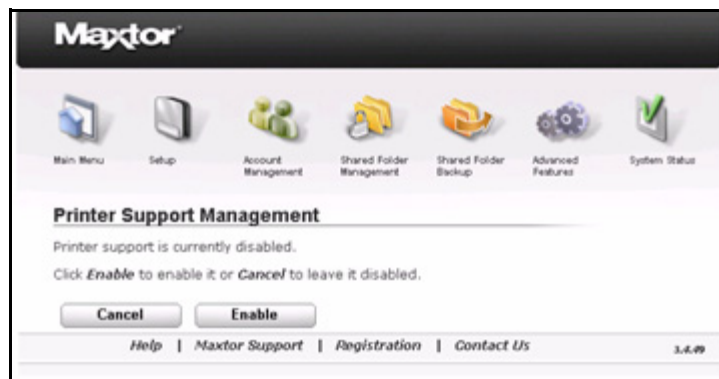 Maxtor
Main Menu
Setup
Account Management
Shared Folder Management
Shared Folder Backup
Advanced Features
System Status
Printer Support Management
Printer support is currently disabled.
Click Enable to enable it or Cancel to leave it disabled.
Cancel Enable
Help | Maxtor Support | Registration | Contact Us 3.4.49